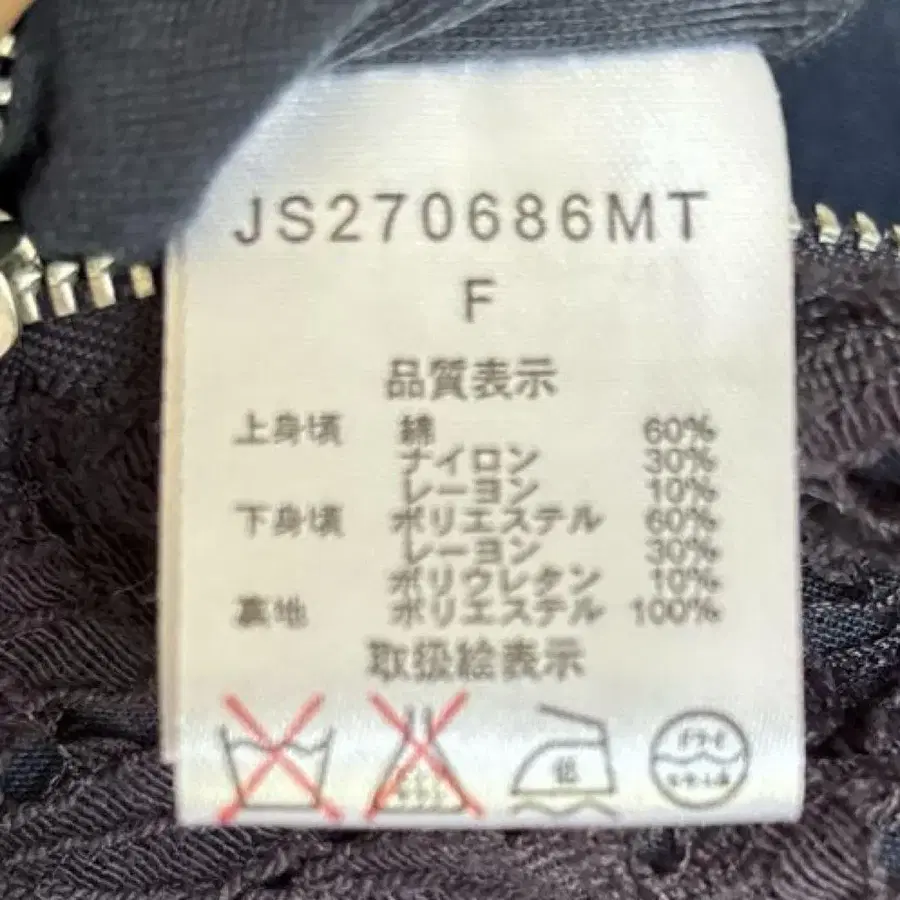 JS270686MT
F
品質表示
上身頃 綿 60%
ナイロン 30%
レーヨン 10%
下身頃 ポリエステル 60%
レーヨン 30%
ポリウレタン 10%
裏地 ポリエステル 100%
取扱絵表示
低
ドライ